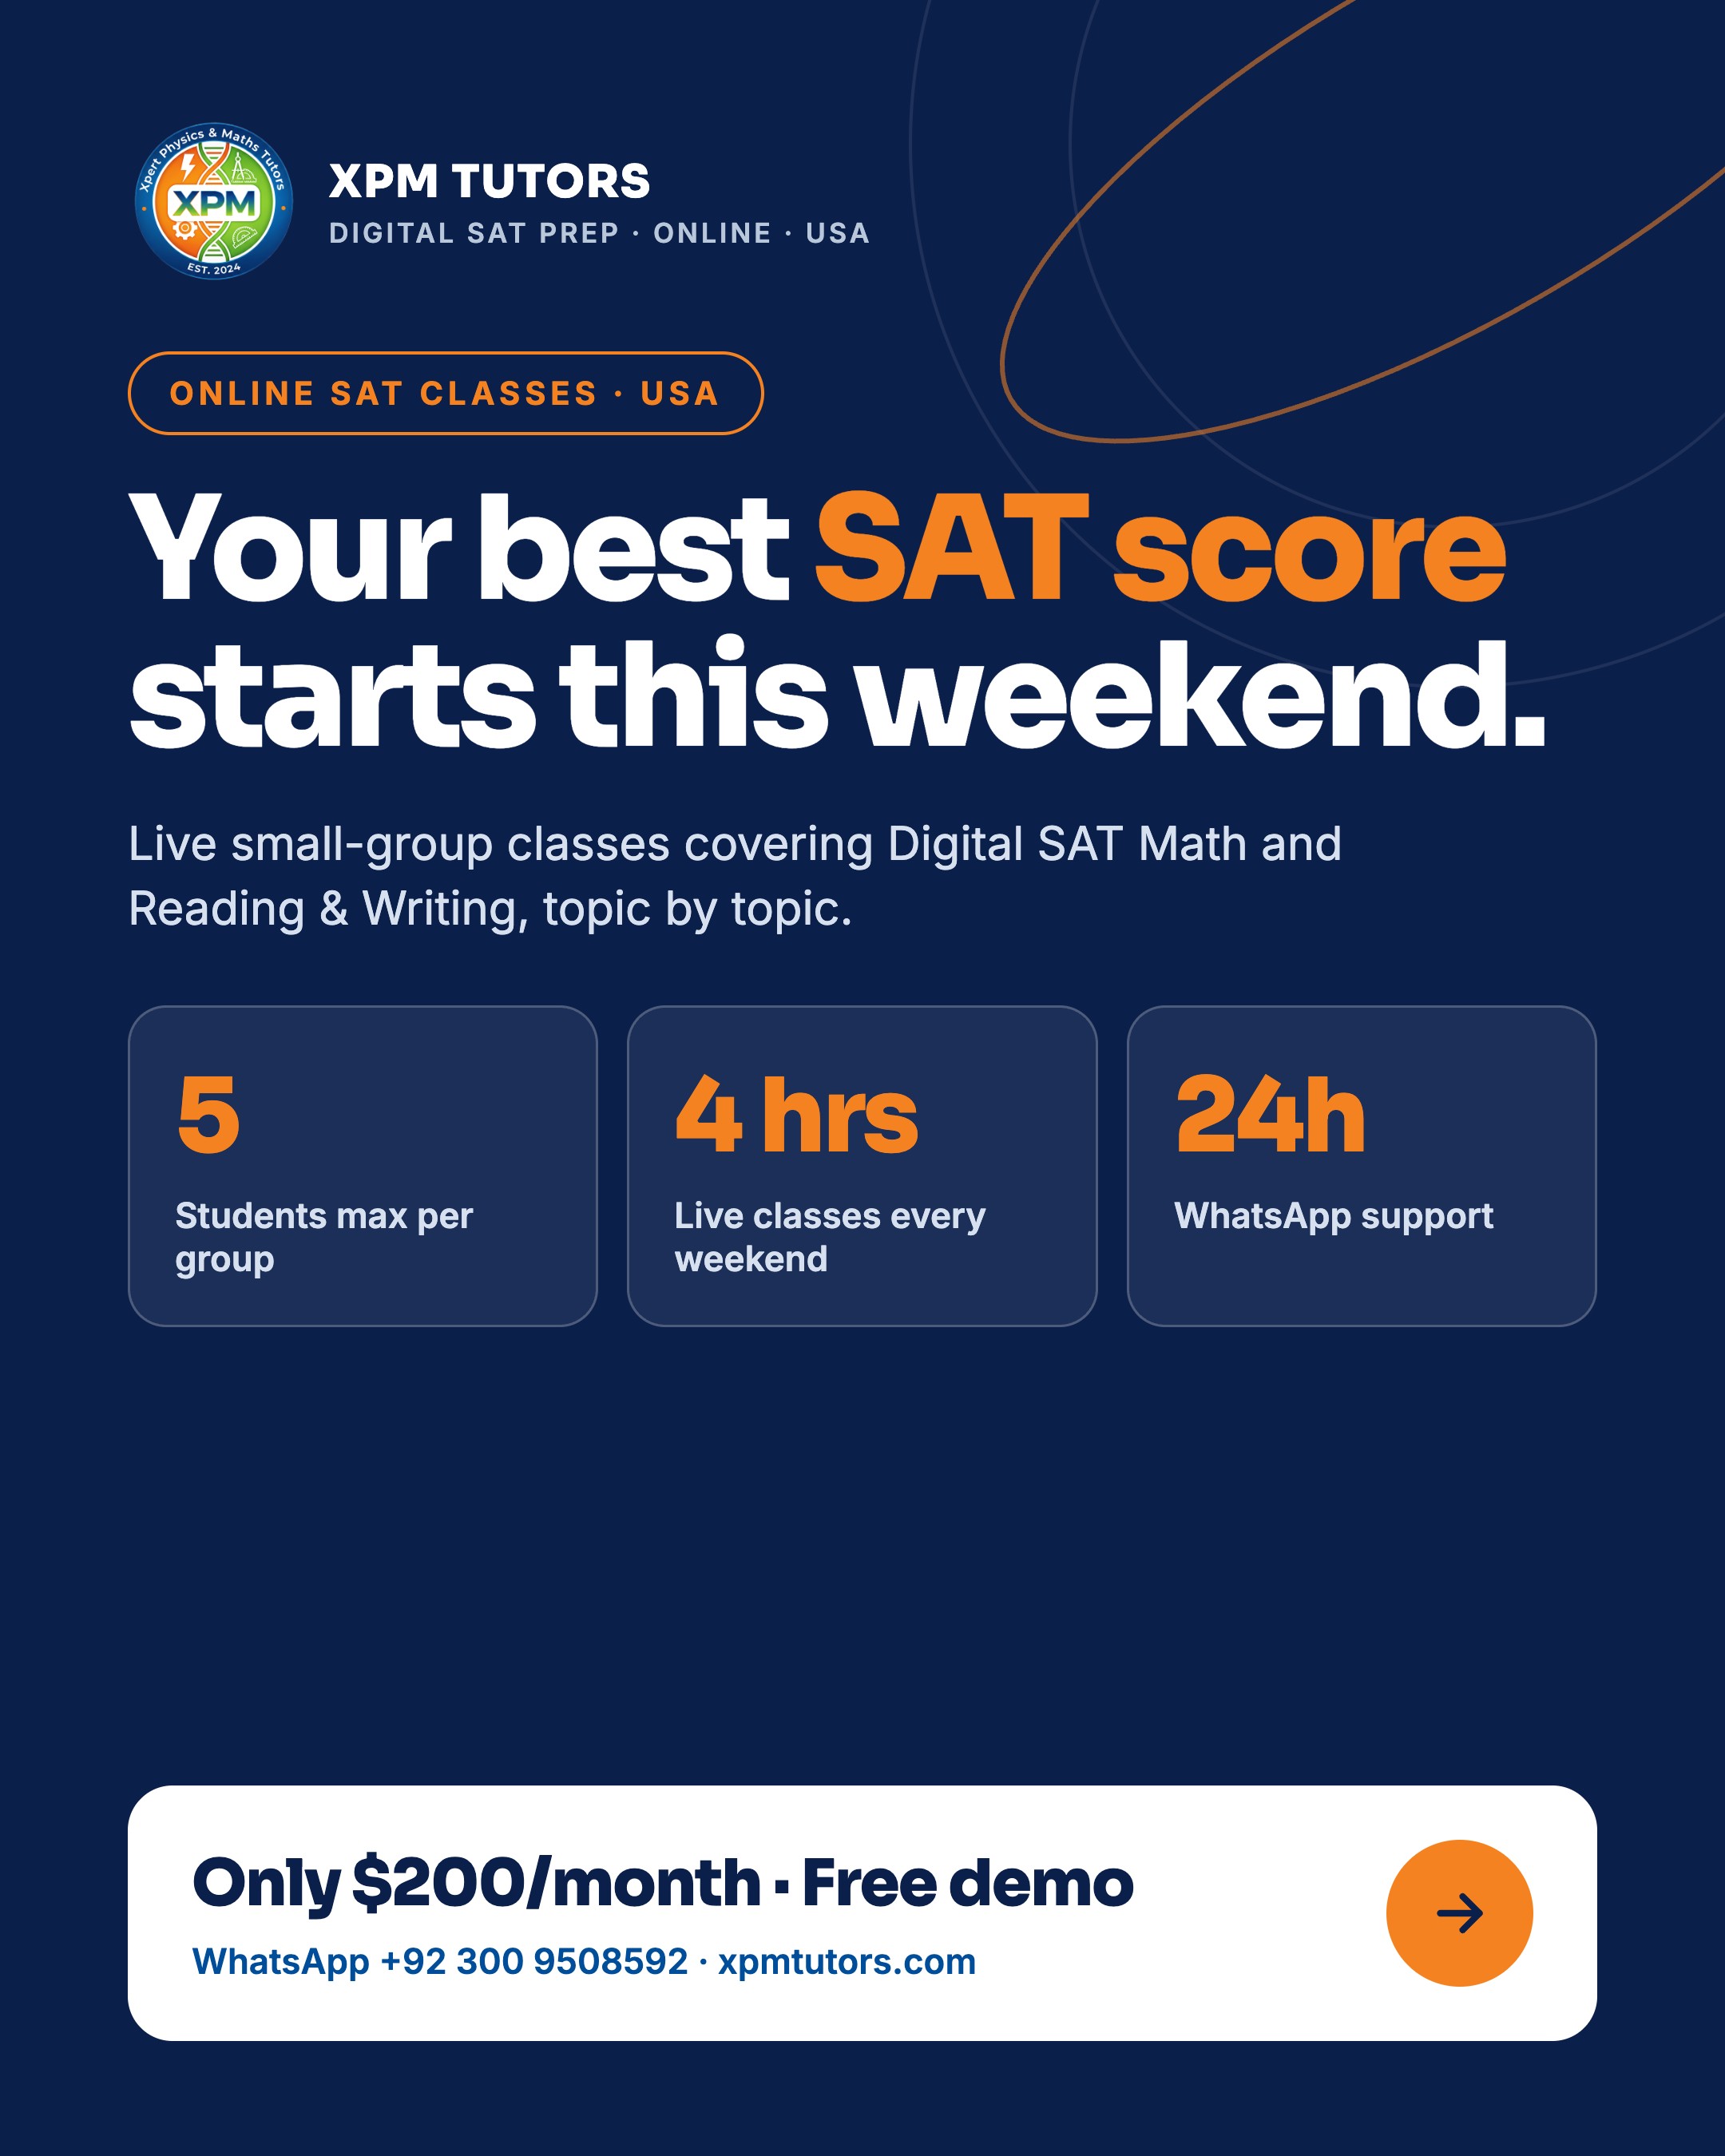 Xpert Physics & Maths Tutors
XPM
EST. 2024
XPM TUTORS
DIGITAL SAT PREP · ONLINE · USA
ONLINE SAT CLASSES · USA
Your best SAT score
starts this weekend.
Live small-group classes covering Digital SAT Math and
Reading & Writing, topic by topic.
5
Students max per
group
4 hrs
Live classes every
weekend
24h
WhatsApp support
Only $200/month · Free demo
WhatsApp +92 300 9508592 · xpmtutors.com